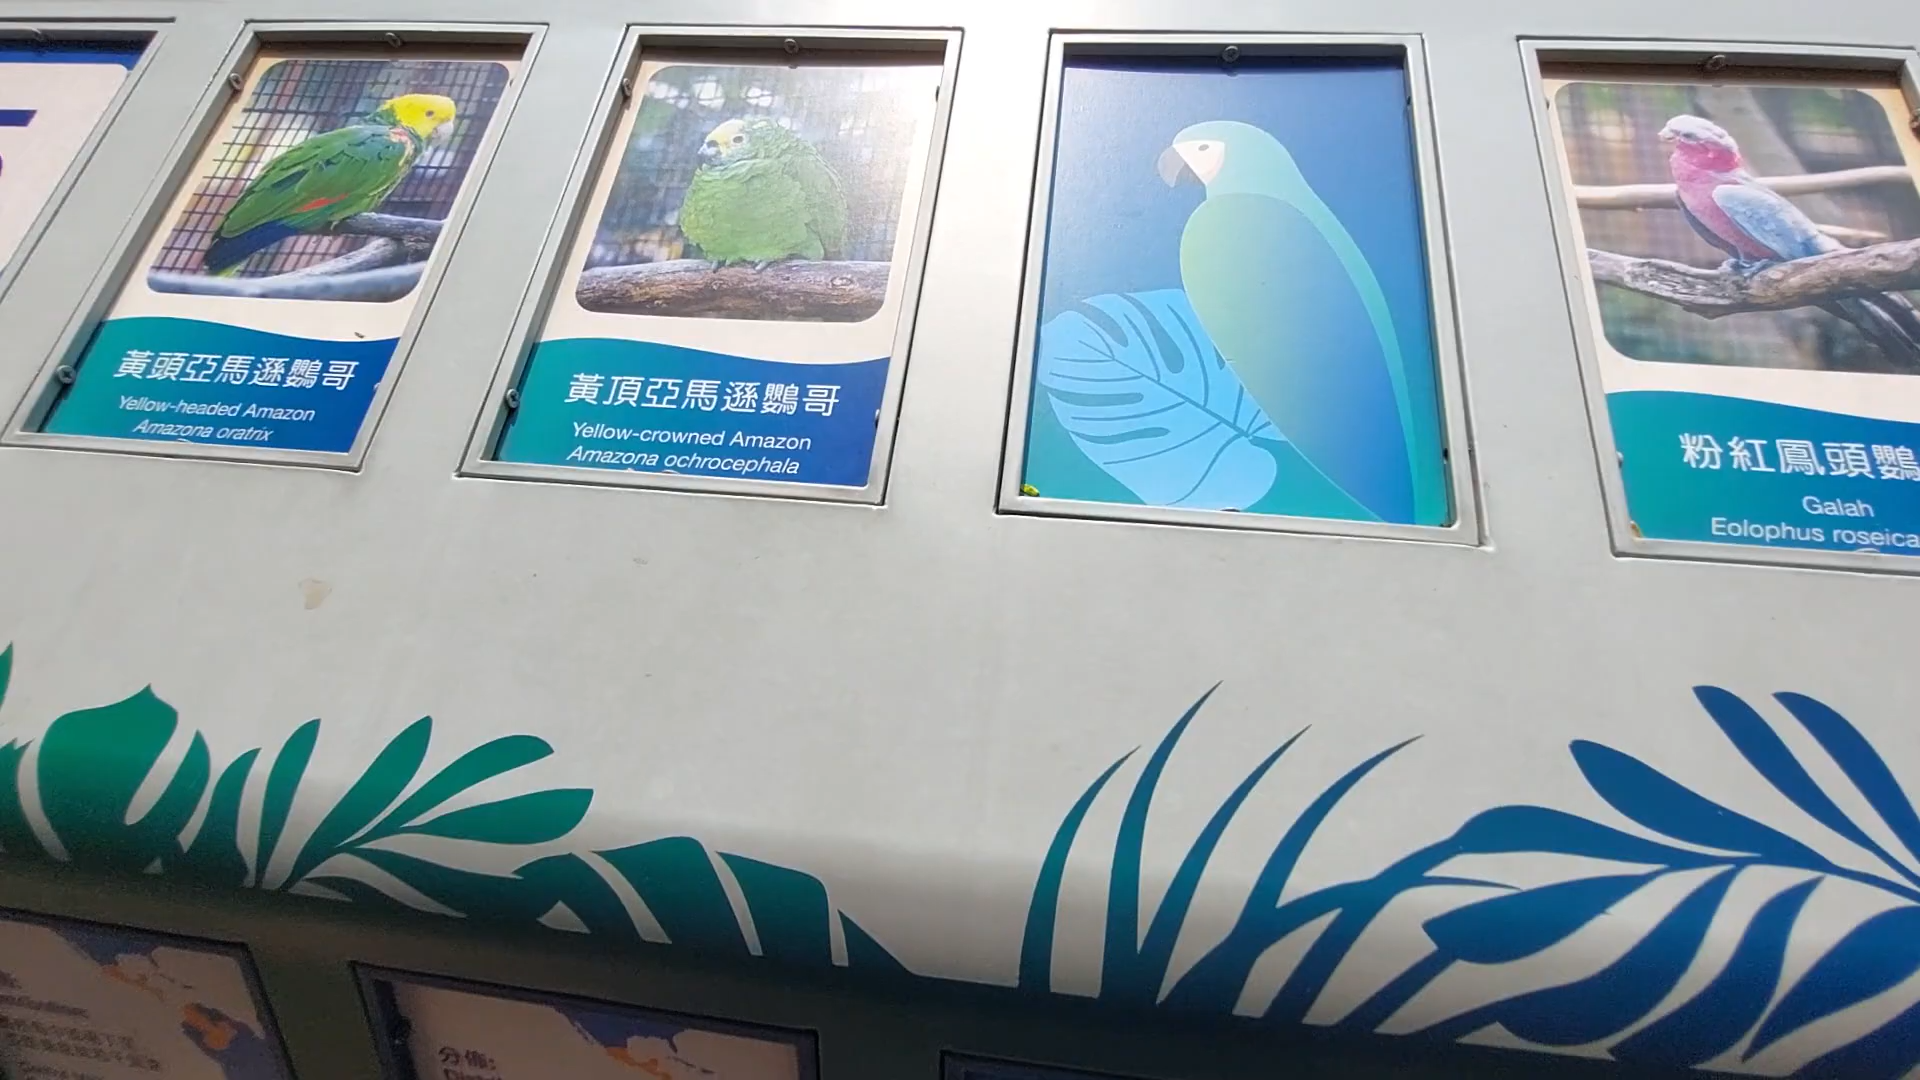 黃頭亞馬遜鸚哥
Yellow-headed Amazon
Amazona oratrix
黃頂亞馬遜鸚哥
Yellow-crowned Amazon
Amazona ochrocephala
粉紅鳳頭鸚
Galah
Eolophus roseica
分佈: